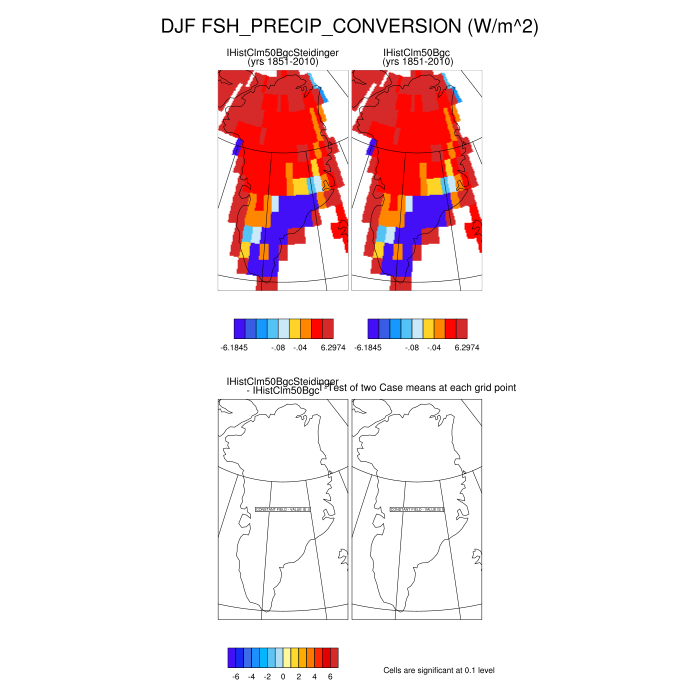 DJF FSH_PRECIP_CONVERSION (W/m^2)
IHistClm50BgcSteidinger
(yrs 1851-2010)
IHistClm50Bgc
(yrs 1851-2010)
-6.1845 -.08 -.04 6.2974
-6.1845 -.08 -.04 6.2974
IHistClm50BgcSteidinger
- IHistClm50Bgc
T-Test of two Case means at each grid point
CONSTANT FIELD - VALUE IS 0
CONSTANT FIELD - VALUE IS 0
-6 -4 -2 0 2 4 6
Cells are significant at 0.1 level